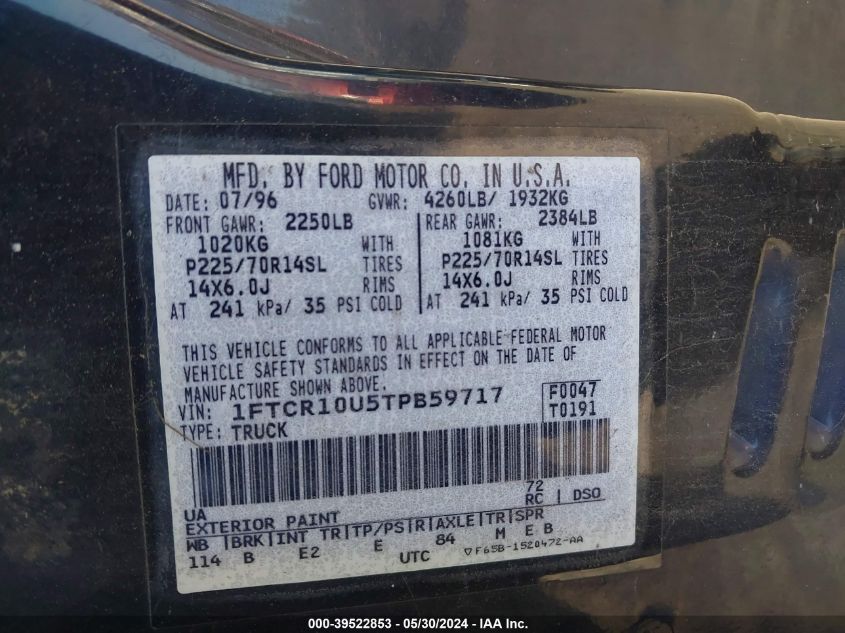 MFD. BY FORD MOTOR CO. IN U.S.A.
DATE: 07/96 GVWR: 4260LB/ 1932KG
FRONT GAWR: 2250LB REAR GAWR: 2384LB
1020KG WITH 1081KG WITH
P225/70R14SL TIRES P225/70R14SL TIRES
14X6.0J RIMS 14X6.0J RIMS
AT 241 kPa/ 35 PSI COLD AT 241 kPa/ 35 PSI COLD
THIS VEHICLE CONFORMS TO ALL APPLICABLE FEDERAL MOTOR
VEHICLE SAFETY STANDARDS IN EFFECT ON THE DATE OF
MANUFACTURE SHOWN ABOVE.
VIN: 1FTCR10U5TPB59717 F0047
TYPE: TRUCK T0191
UA 72
EXTERIOR PAINT RC | DSO
WB |BRK|INT TR|TP/PS|R|AXLE|TR|SPR
114 B E2 E 84 M E B
UTC ▽F65B-1520472-AA
000-39522853 - 05/30/2024 - IAA Inc.